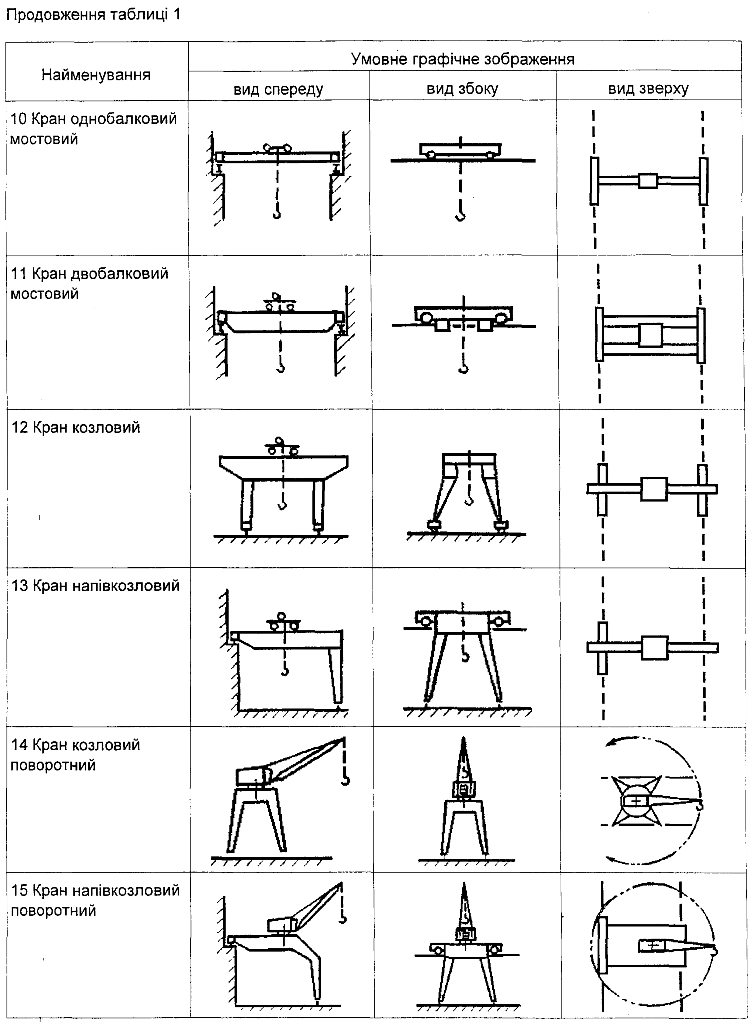 Продовження таблиці 1
Найменування
Умовне графічне зображення
вид спереду
вид збоку
вид зверху
10 Кран однобалковий
мостовий
11 Кран двобалковий
мостовий
12 Кран козловий
13 Кран напівкозловий
14 Кран козловий
поворотний
15 Кран напівкозловий
поворотний